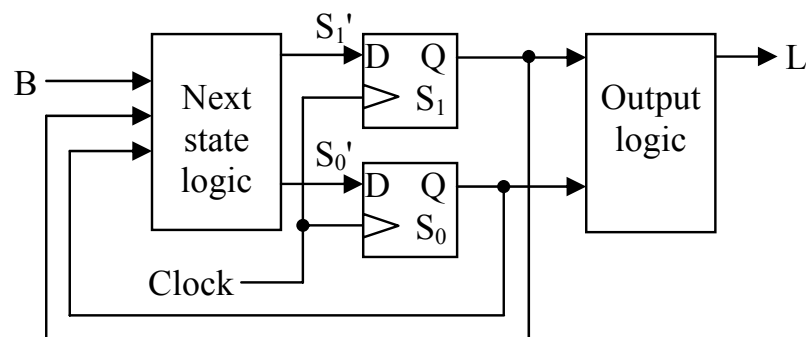 B
Next
state
logic
S₁'
S₀'
D Q
S₁
D Q
S₀
Clock
Output
logic
L